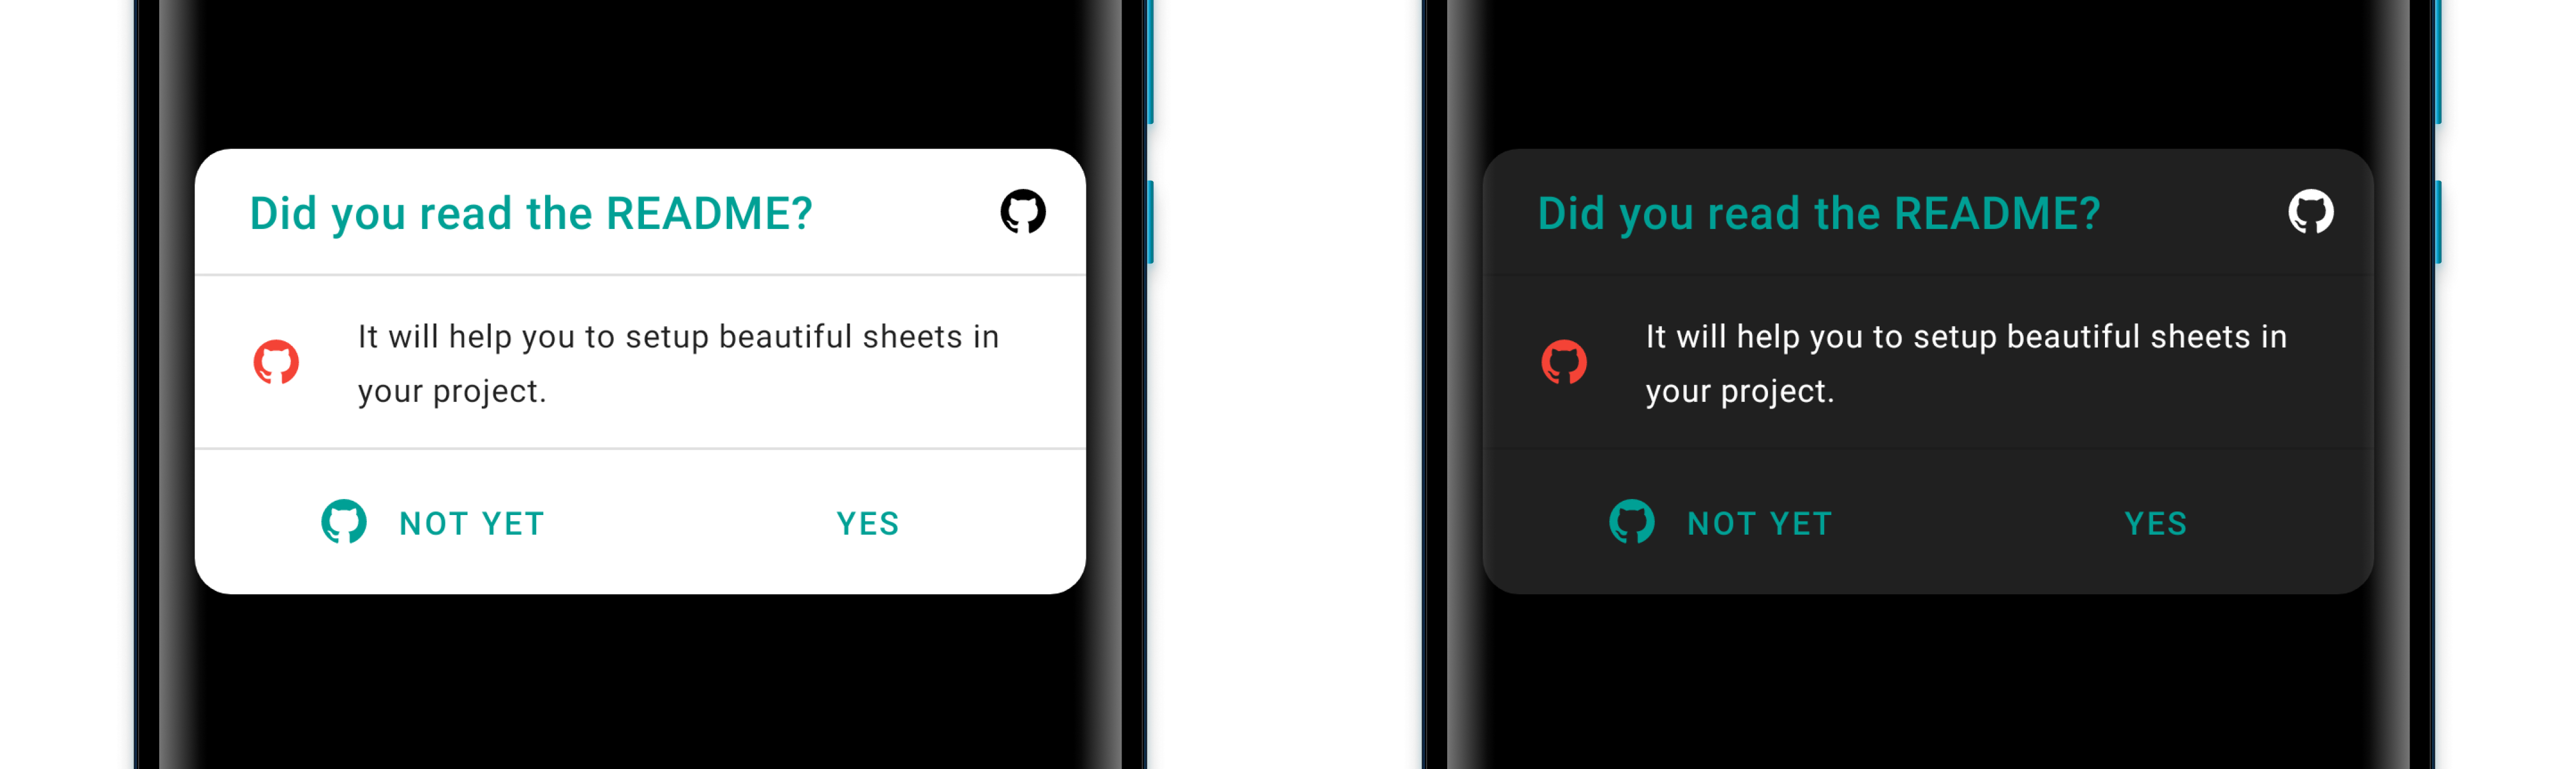 Did you read the README?
It will help you to setup beautiful sheets in
your project.
NOT YET
YES
Did you read the README?
It will help you to setup beautiful sheets in
your project.
NOT YET
YES